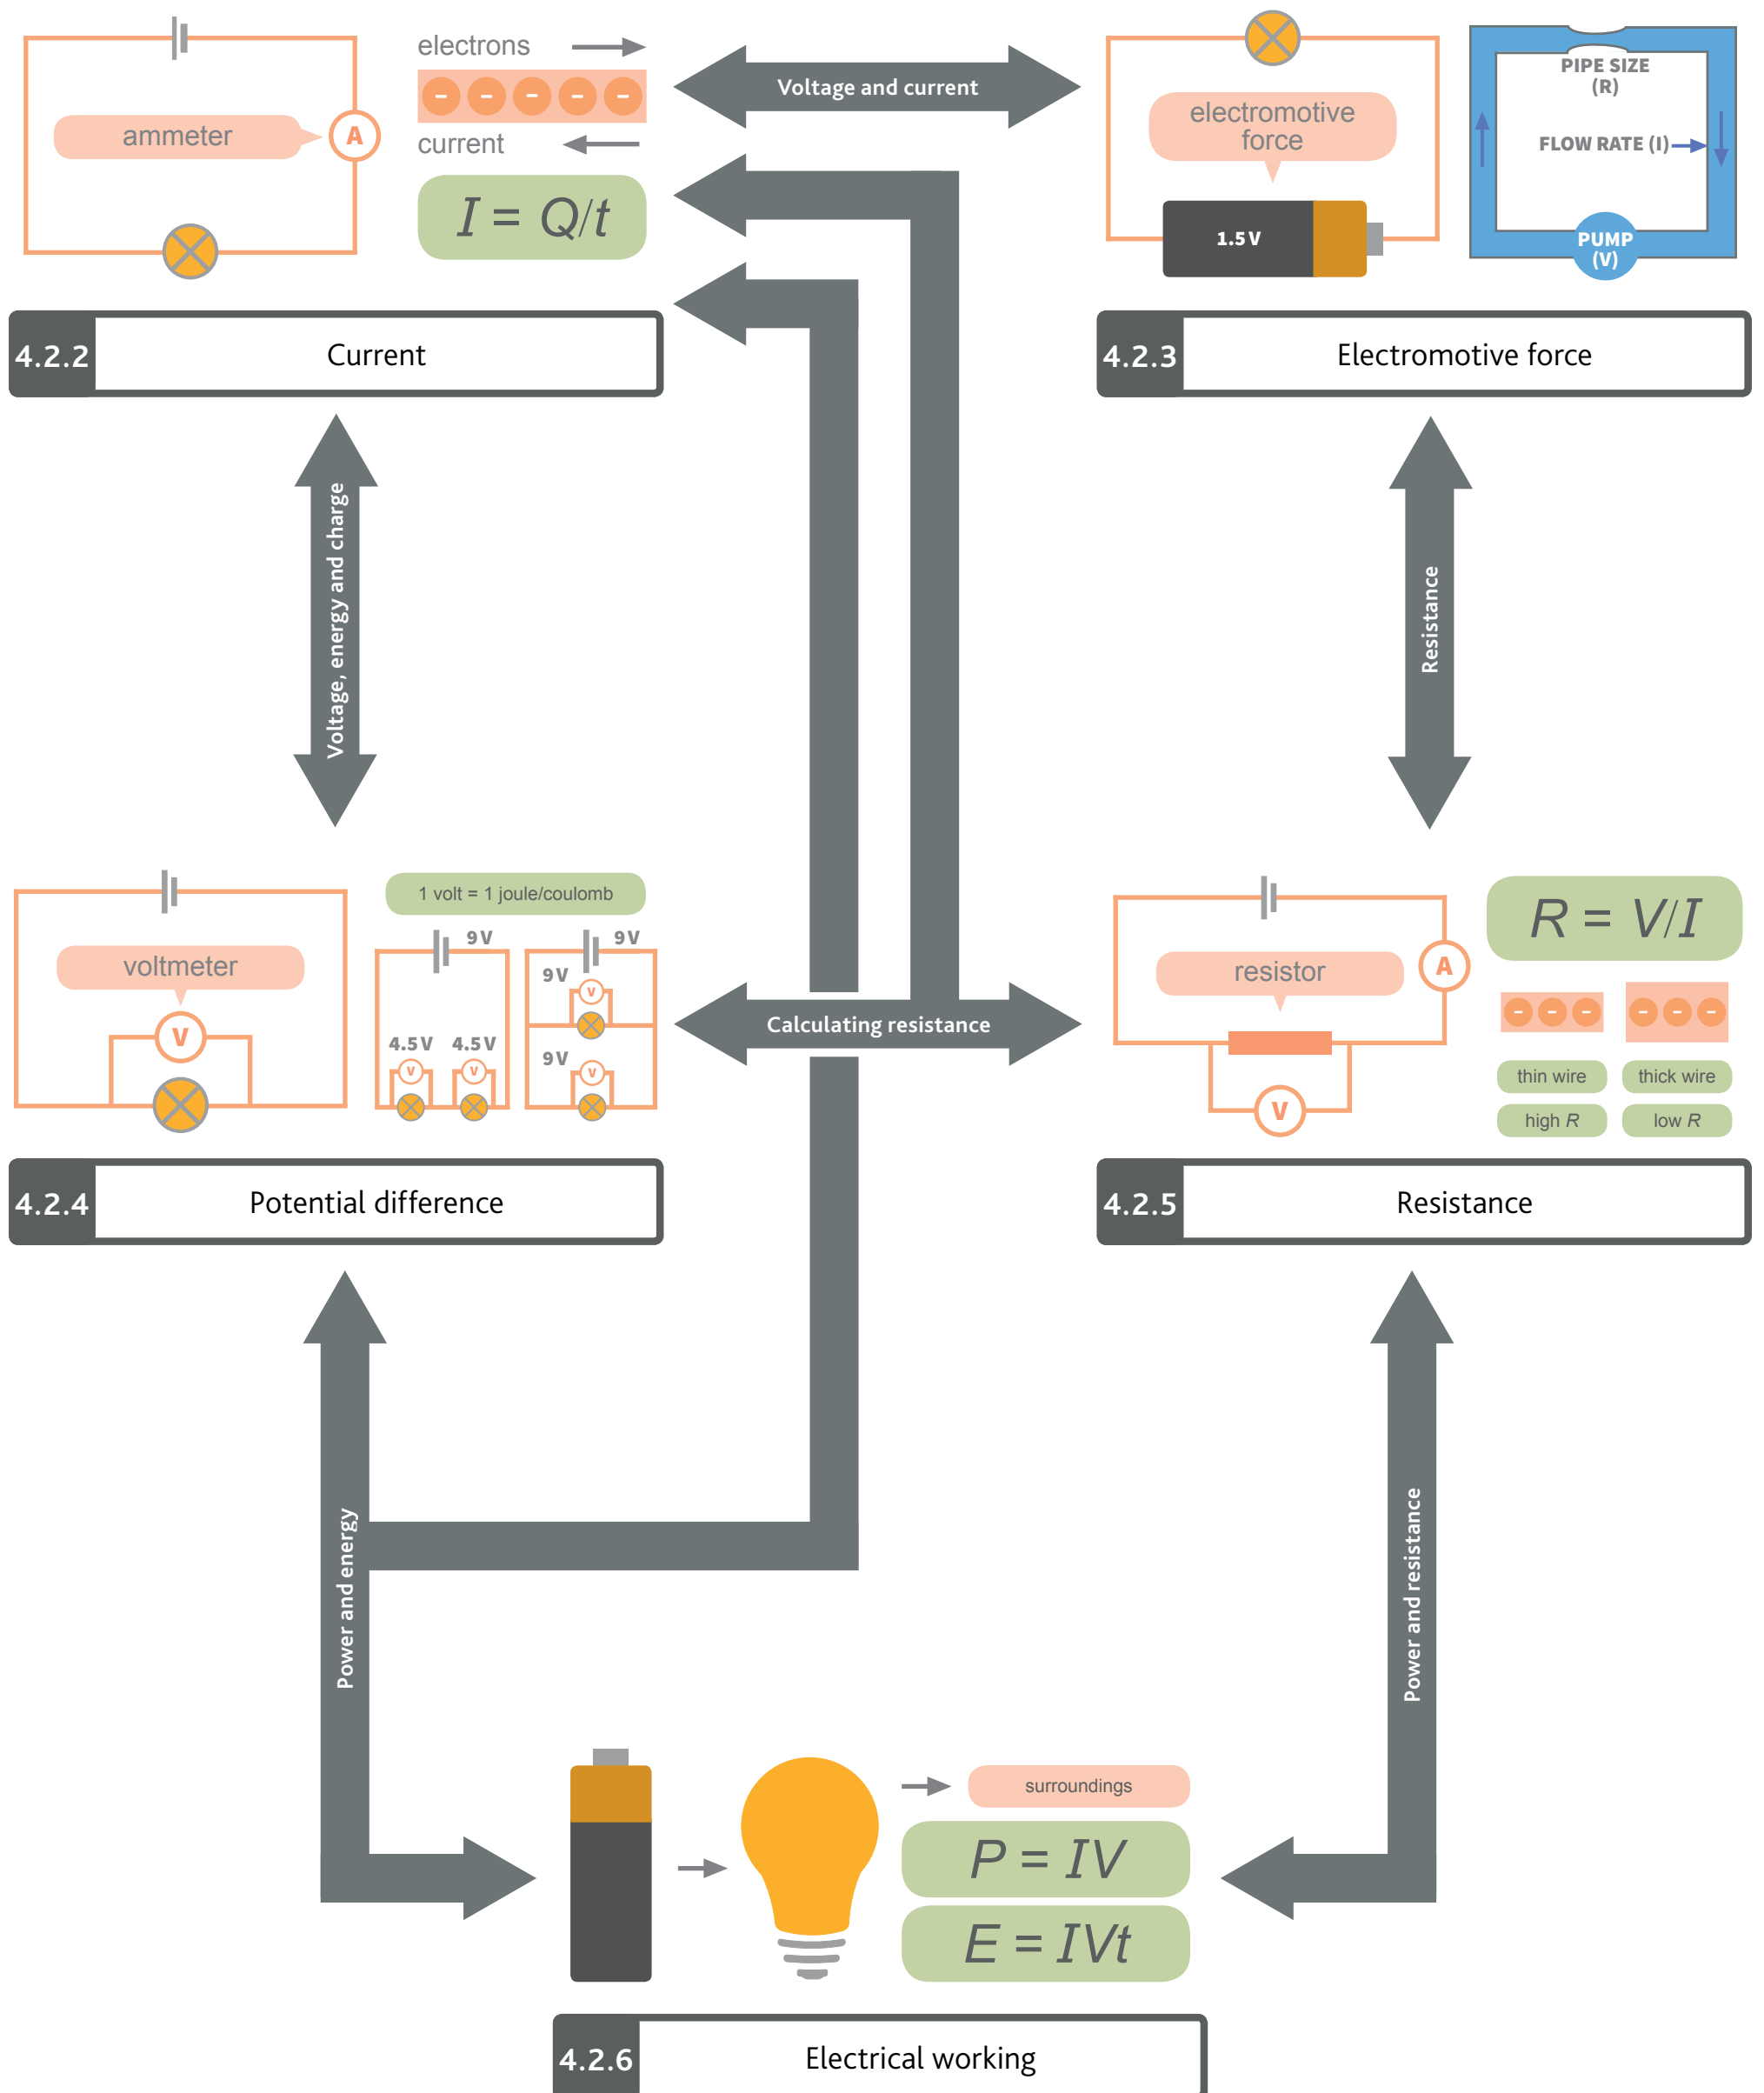 electrons
- - - - -
current
ammeter
A
I = Q/t
4.2.2 Current
Voltage and current
electromotive
force
1.5 V
PIPE SIZE
(R)
FLOW RATE (I)
PUMP
(V)
4.2.3 Electromotive force
Voltage, energy and charge
Resistance
voltmeter
V
1 volt = 1 joule/coulomb
9 V
4.5 V 4.5 V
V V
9 V
9 V
V
9 V
V
4.2.4 Potential difference
Calculating resistance
resistor
A
V
R = V/I
- - - - - -
thin wire thick wire
high R low R
4.2.5 Resistance
Power and energy
Power and resistance
surroundings
P = IV
E = IVt
4.2.6 Electrical working